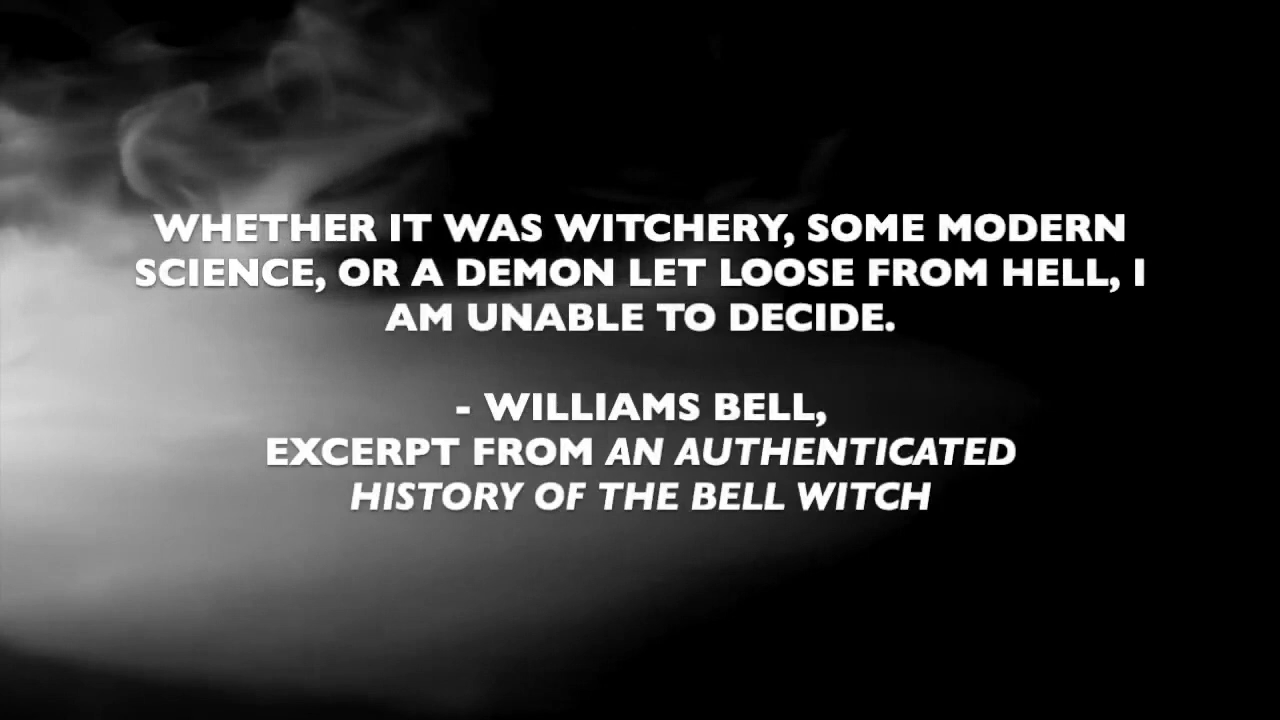 WHETHER IT WAS WITCHERY, SOME MODERN
SCIENCE, OR A DEMON LET LOOSE FROM HELL, I
AM UNABLE TO DECIDE.
- WILLIAMS BELL,
EXCERPT FROM AN AUTHENTICATED
HISTORY OF THE BELL WITCH